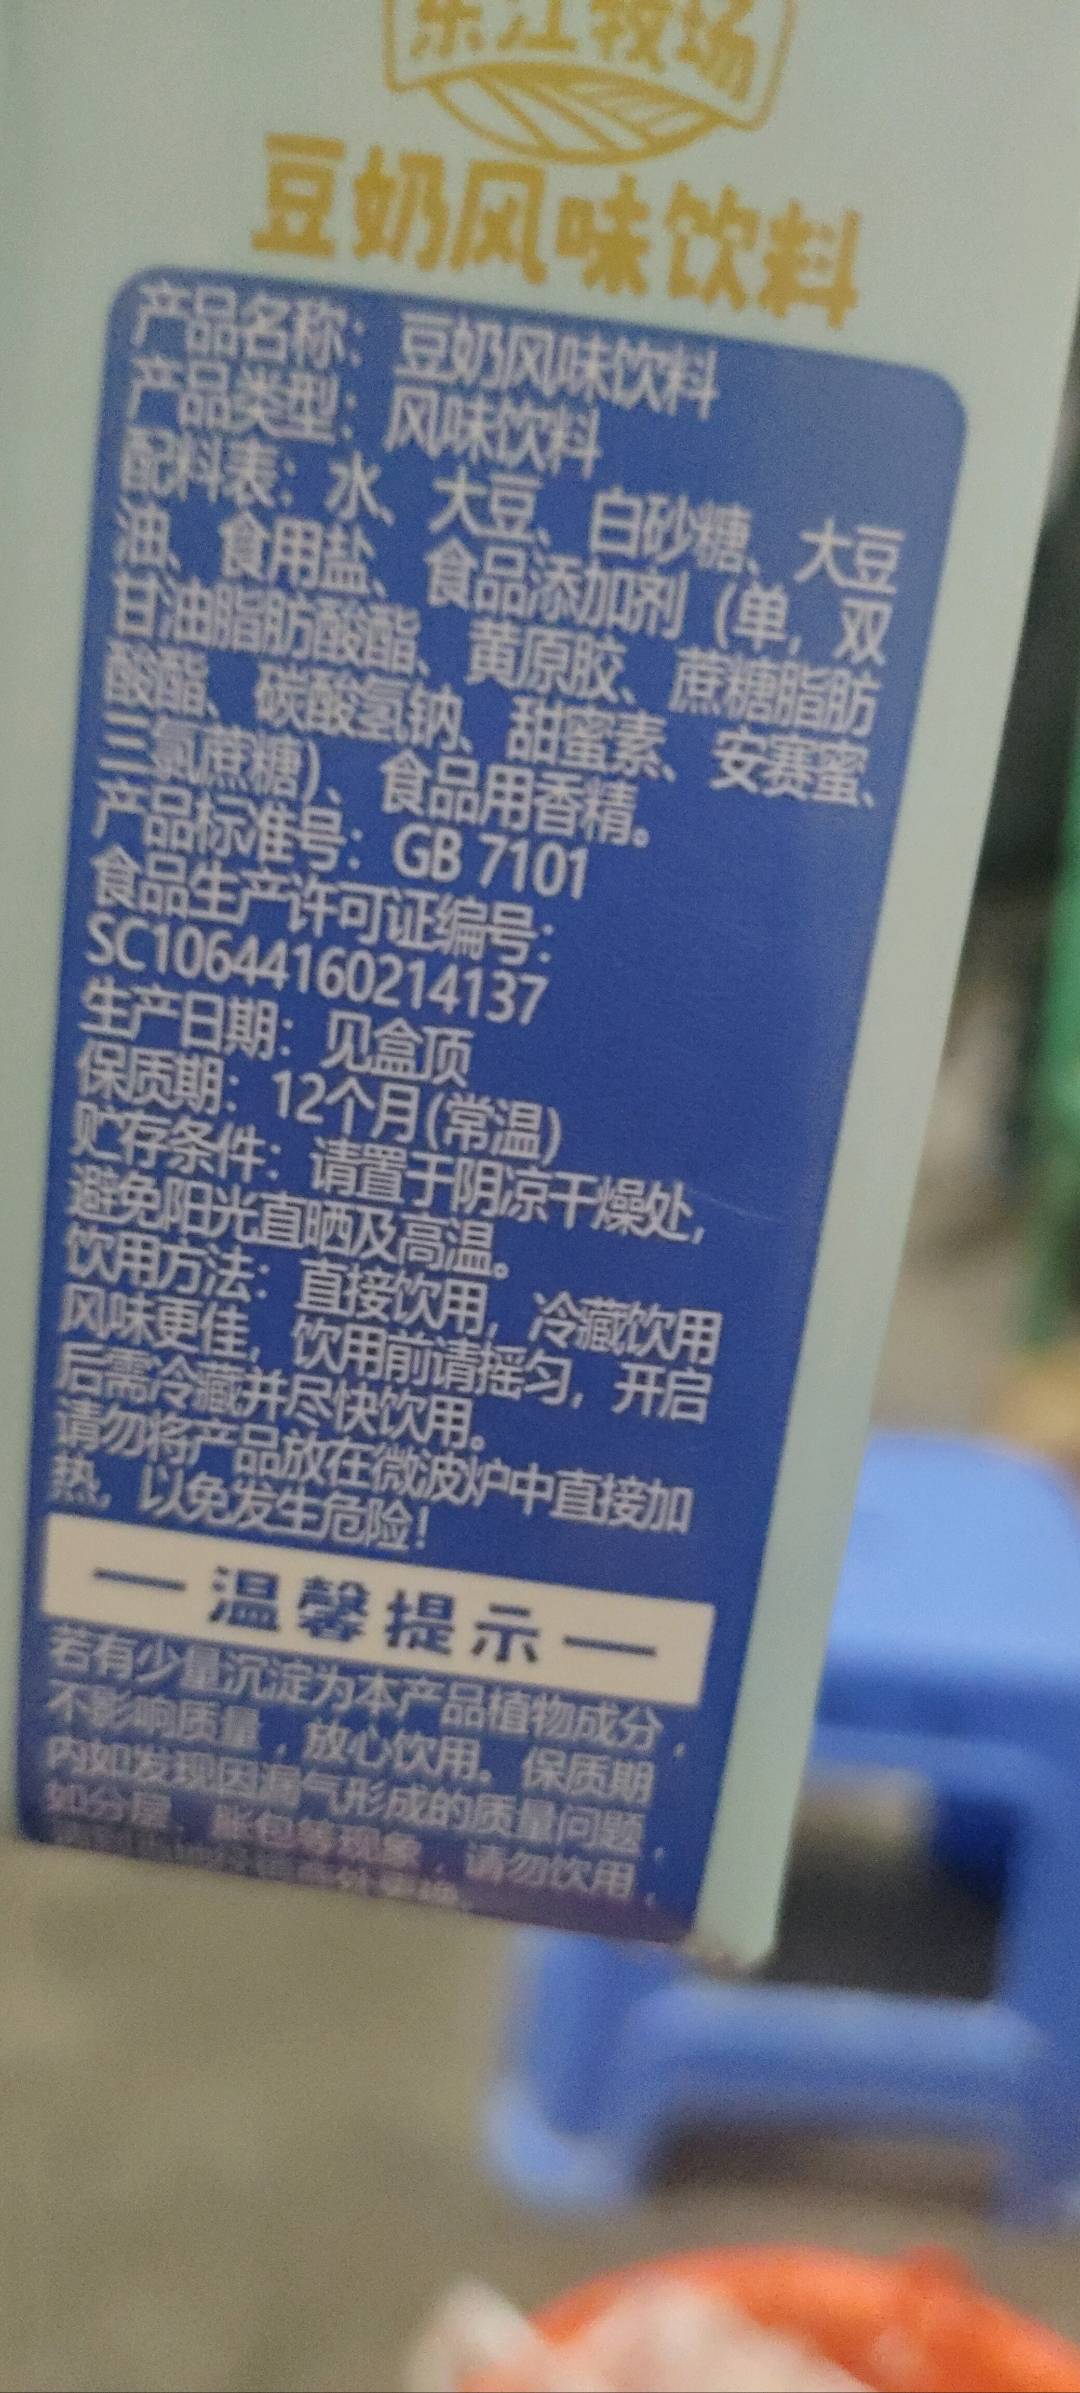 东江牧场
豆奶风味饮料
产品名称：豆奶风味饮料
产品类型：风味饮料
配料表：水、大豆、白砂糖、大豆
油、食用盐、食品添加剂（单，双
甘油脂肪酸酯、黄原胶、蔗糖脂肪
酸酯、碳酸氢钠、甜蜜素、安赛蜜、
三氯蔗糖）、食品用香精。
产品标准号：GB 7101
食品生产许可证编号：
SC10644160214137
生产日期：见盒顶
保质期：12个月(常温)
贮存条件：请置于阴凉干燥处，
避免阳光直晒及高温。
饮用方法：直接饮用，冷藏饮用
风味更佳，饮用前请摇匀，开启
后需冷藏并尽快饮用。
请勿将产品放在微波炉中直接加
热，以免发生危险！
温馨提示
若有少量沉淀为本产品植物成分，
不影响质量，放心饮用。保质期
内如发现因漏气形成的质量问题，
如分层、胀包等现象，请勿饮用，